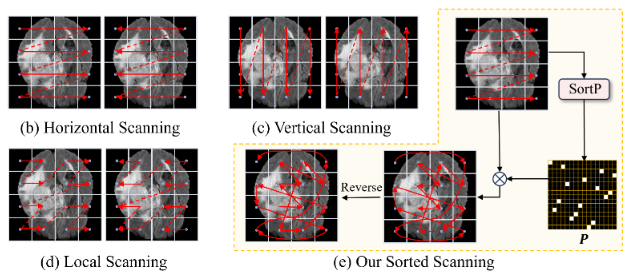 (b) Horizontal Scanning
(c) Vertical Scanning
SortP
Reverse
P
(d) Local Scanning
(e) Our Sorted Scanning